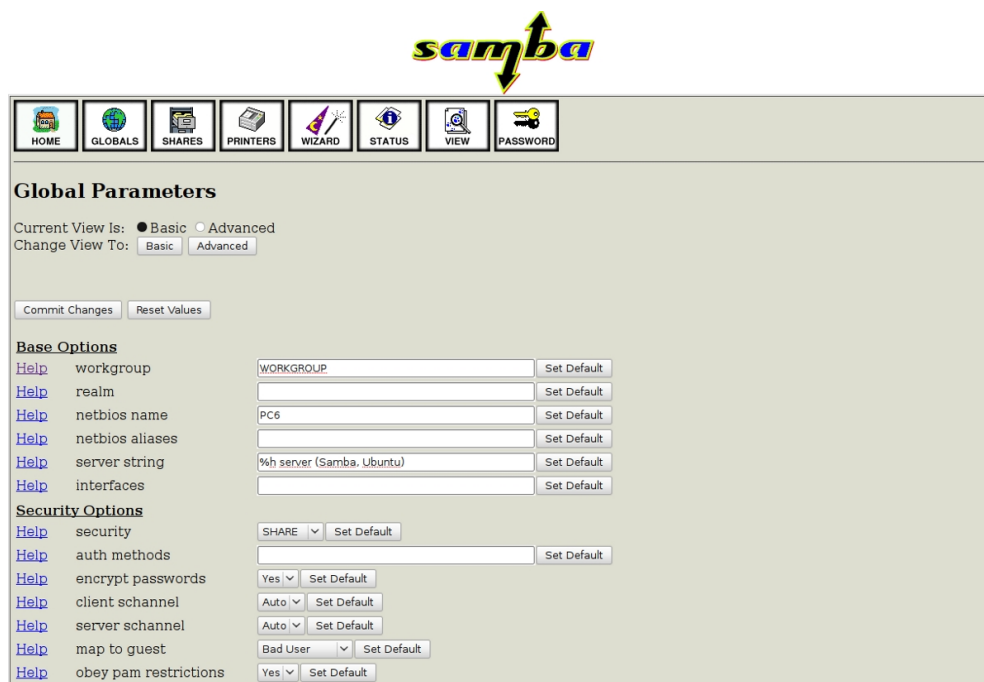 samba
HOME GLOBALS SHARES PRINTERS WIZARD STATUS VIEW PASSWORD
Global Parameters
Current View Is: Basic Advanced
Change View To: Basic Advanced
Commit Changes Reset Values
Base Options
Help workgroup WORKGROUP Set Default
Help realm Set Default
Help netbios name PC6 Set Default
Help netbios aliases Set Default
Help server string %h server (Samba, Ubuntu) Set Default
Help interfaces Set Default
Security Options
Help security SHARE Set Default
Help auth methods Set Default
Help encrypt passwords Yes Set Default
Help client schannel Auto Set Default
Help server schannel Auto Set Default
Help map to guest Bad User Set Default
Help obey pam restrictions Yes Set Default